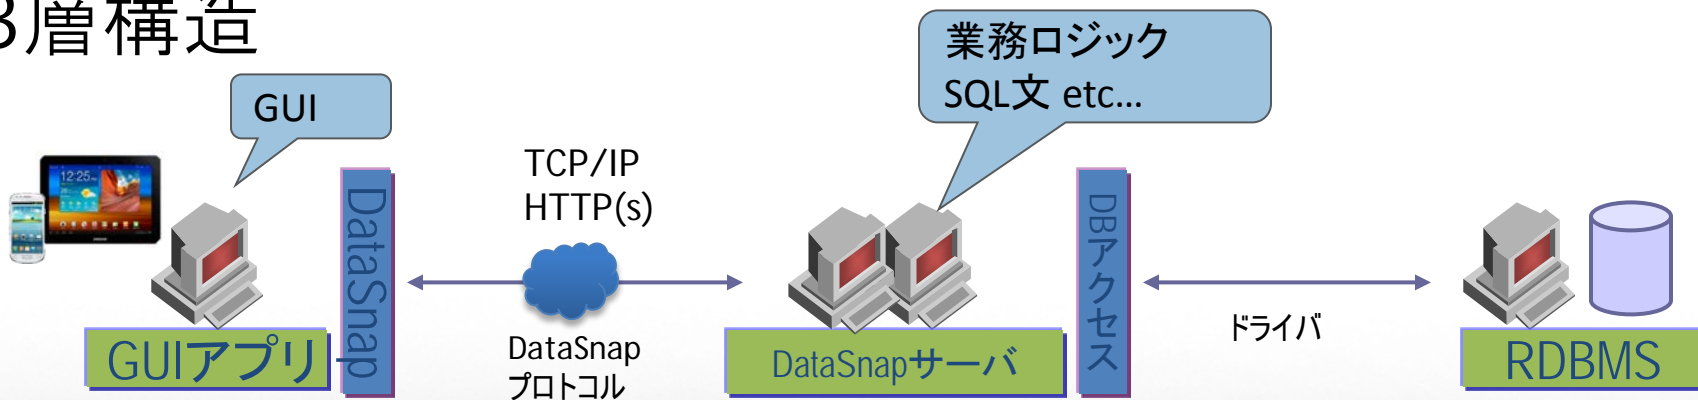 3層構造
GUI
業務ロジック
SQL文 etc…
TCP/IP
HTTP(s)
DataSnap
プロトコル
DataSnap
DBアクセス
ドライバ
GUIアプリ
DataSnapサーバ
RDBMS
12:25